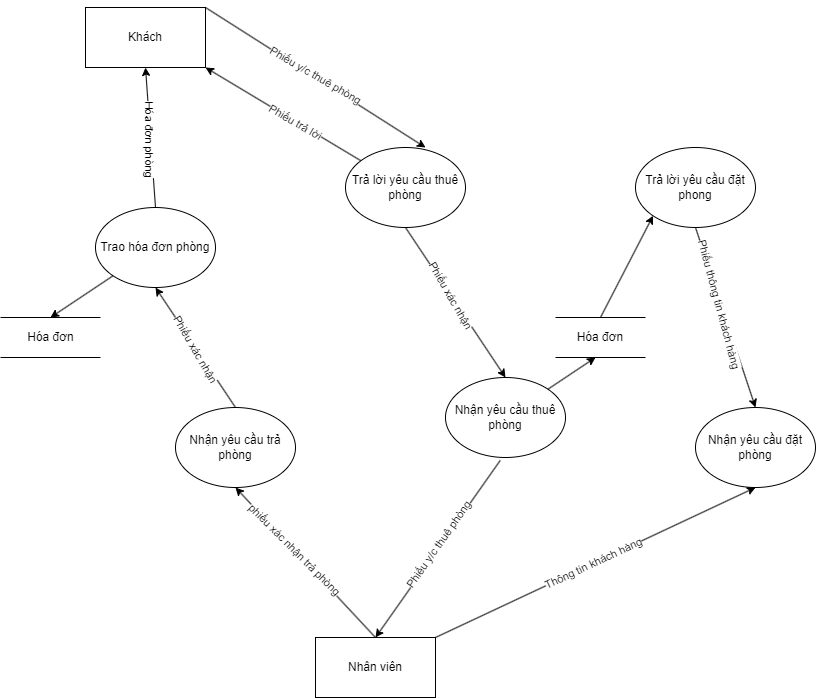 Khách
Phiếu y/c thuê phòng
Phiếu trả lời
Hóa đơn phòng
Trả lời yêu cầu thuê
phòng
Trả lời yêu cầu đặt
phong
Trao hóa đơn phòng
Phiếu xác nhận
Phiếu thông tin khách hàng
Hóa đơn
Phiếu xác nhận
Hóa đơn
Nhận yêu cầu trả
phòng
Nhận yêu cầu thuê
phòng
Nhận yêu cầu đặt
phòng
phiếu xác nhận trả phòng
Phiếu y/c thuê phòng
Thông tin khách hàng
Nhân viên